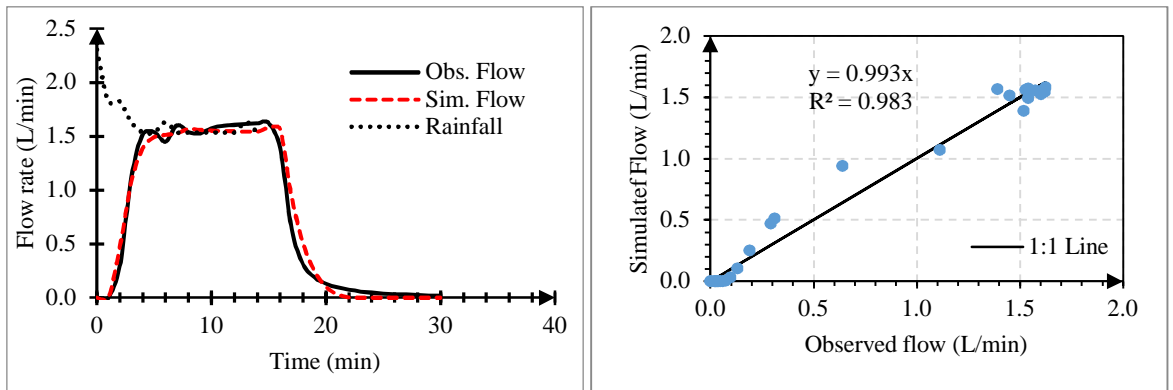 2.5
2.0
1.5
1.0
0.5
0.0
0
10
20
30
40
Flow rate (L/min)
Time (min)
Obs. Flow
Sim. Flow
Rainfall
2.0
1.5
1.0
0.5
0.0
0.0
0.5
1.0
1.5
2.0
Simulatef Flow (L/min)
Observed flow (L/min)
y = 0.993x
R² = 0.983
1:1 Line